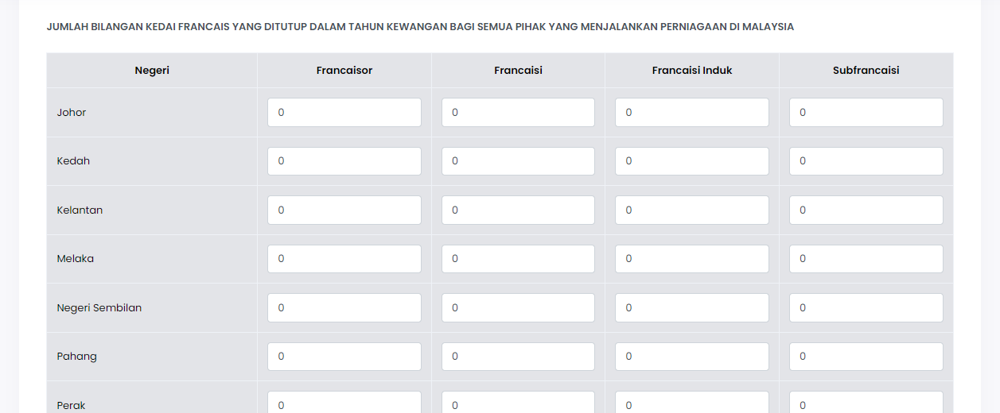 JUMLAH BILANGAN KEDAI FRANCAIS YANG DITUTUP DALAM TAHUN KEWANGAN BAGI SEMUA PIHAK YANG MENJALANKAN PERNIAGAAN DI MALAYSIA
Negeri Francaisor Francaisi Francaisi Induk Subfrancaisi
Johor 0 0 0 0
Kedah 0 0 0 0
Kelantan 0 0 0 0
Melaka 0 0 0 0
Negeri Sembilan 0 0 0 0
Pahang 0 0 0 0
Perak 0 0 0 0